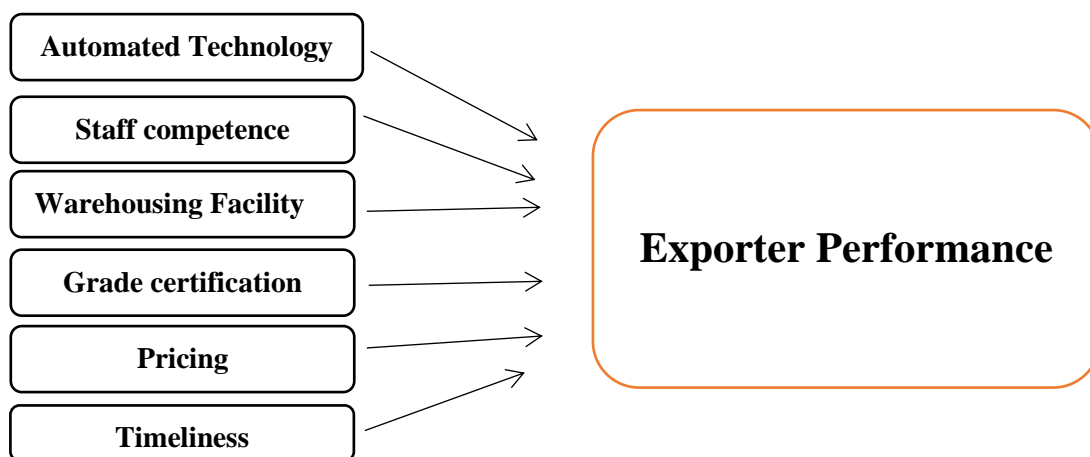 Automated Technology
Staff competence
Warehousing Facility
Grade certification
Pricing
Timeliness
Exporter Performance